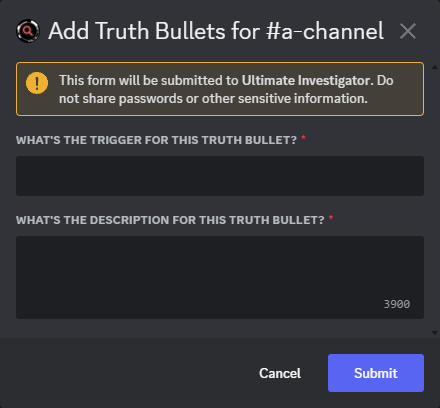 Add Truth Bullets for #a-channel
This form will be submitted to Ultimate Investigator. Do
not share passwords or other sensitive information.
WHAT'S THE TRIGGER FOR THIS TRUTH BULLET? *
WHAT'S THE DESCRIPTION FOR THIS TRUTH BULLET? *
3900
Cancel
Submit